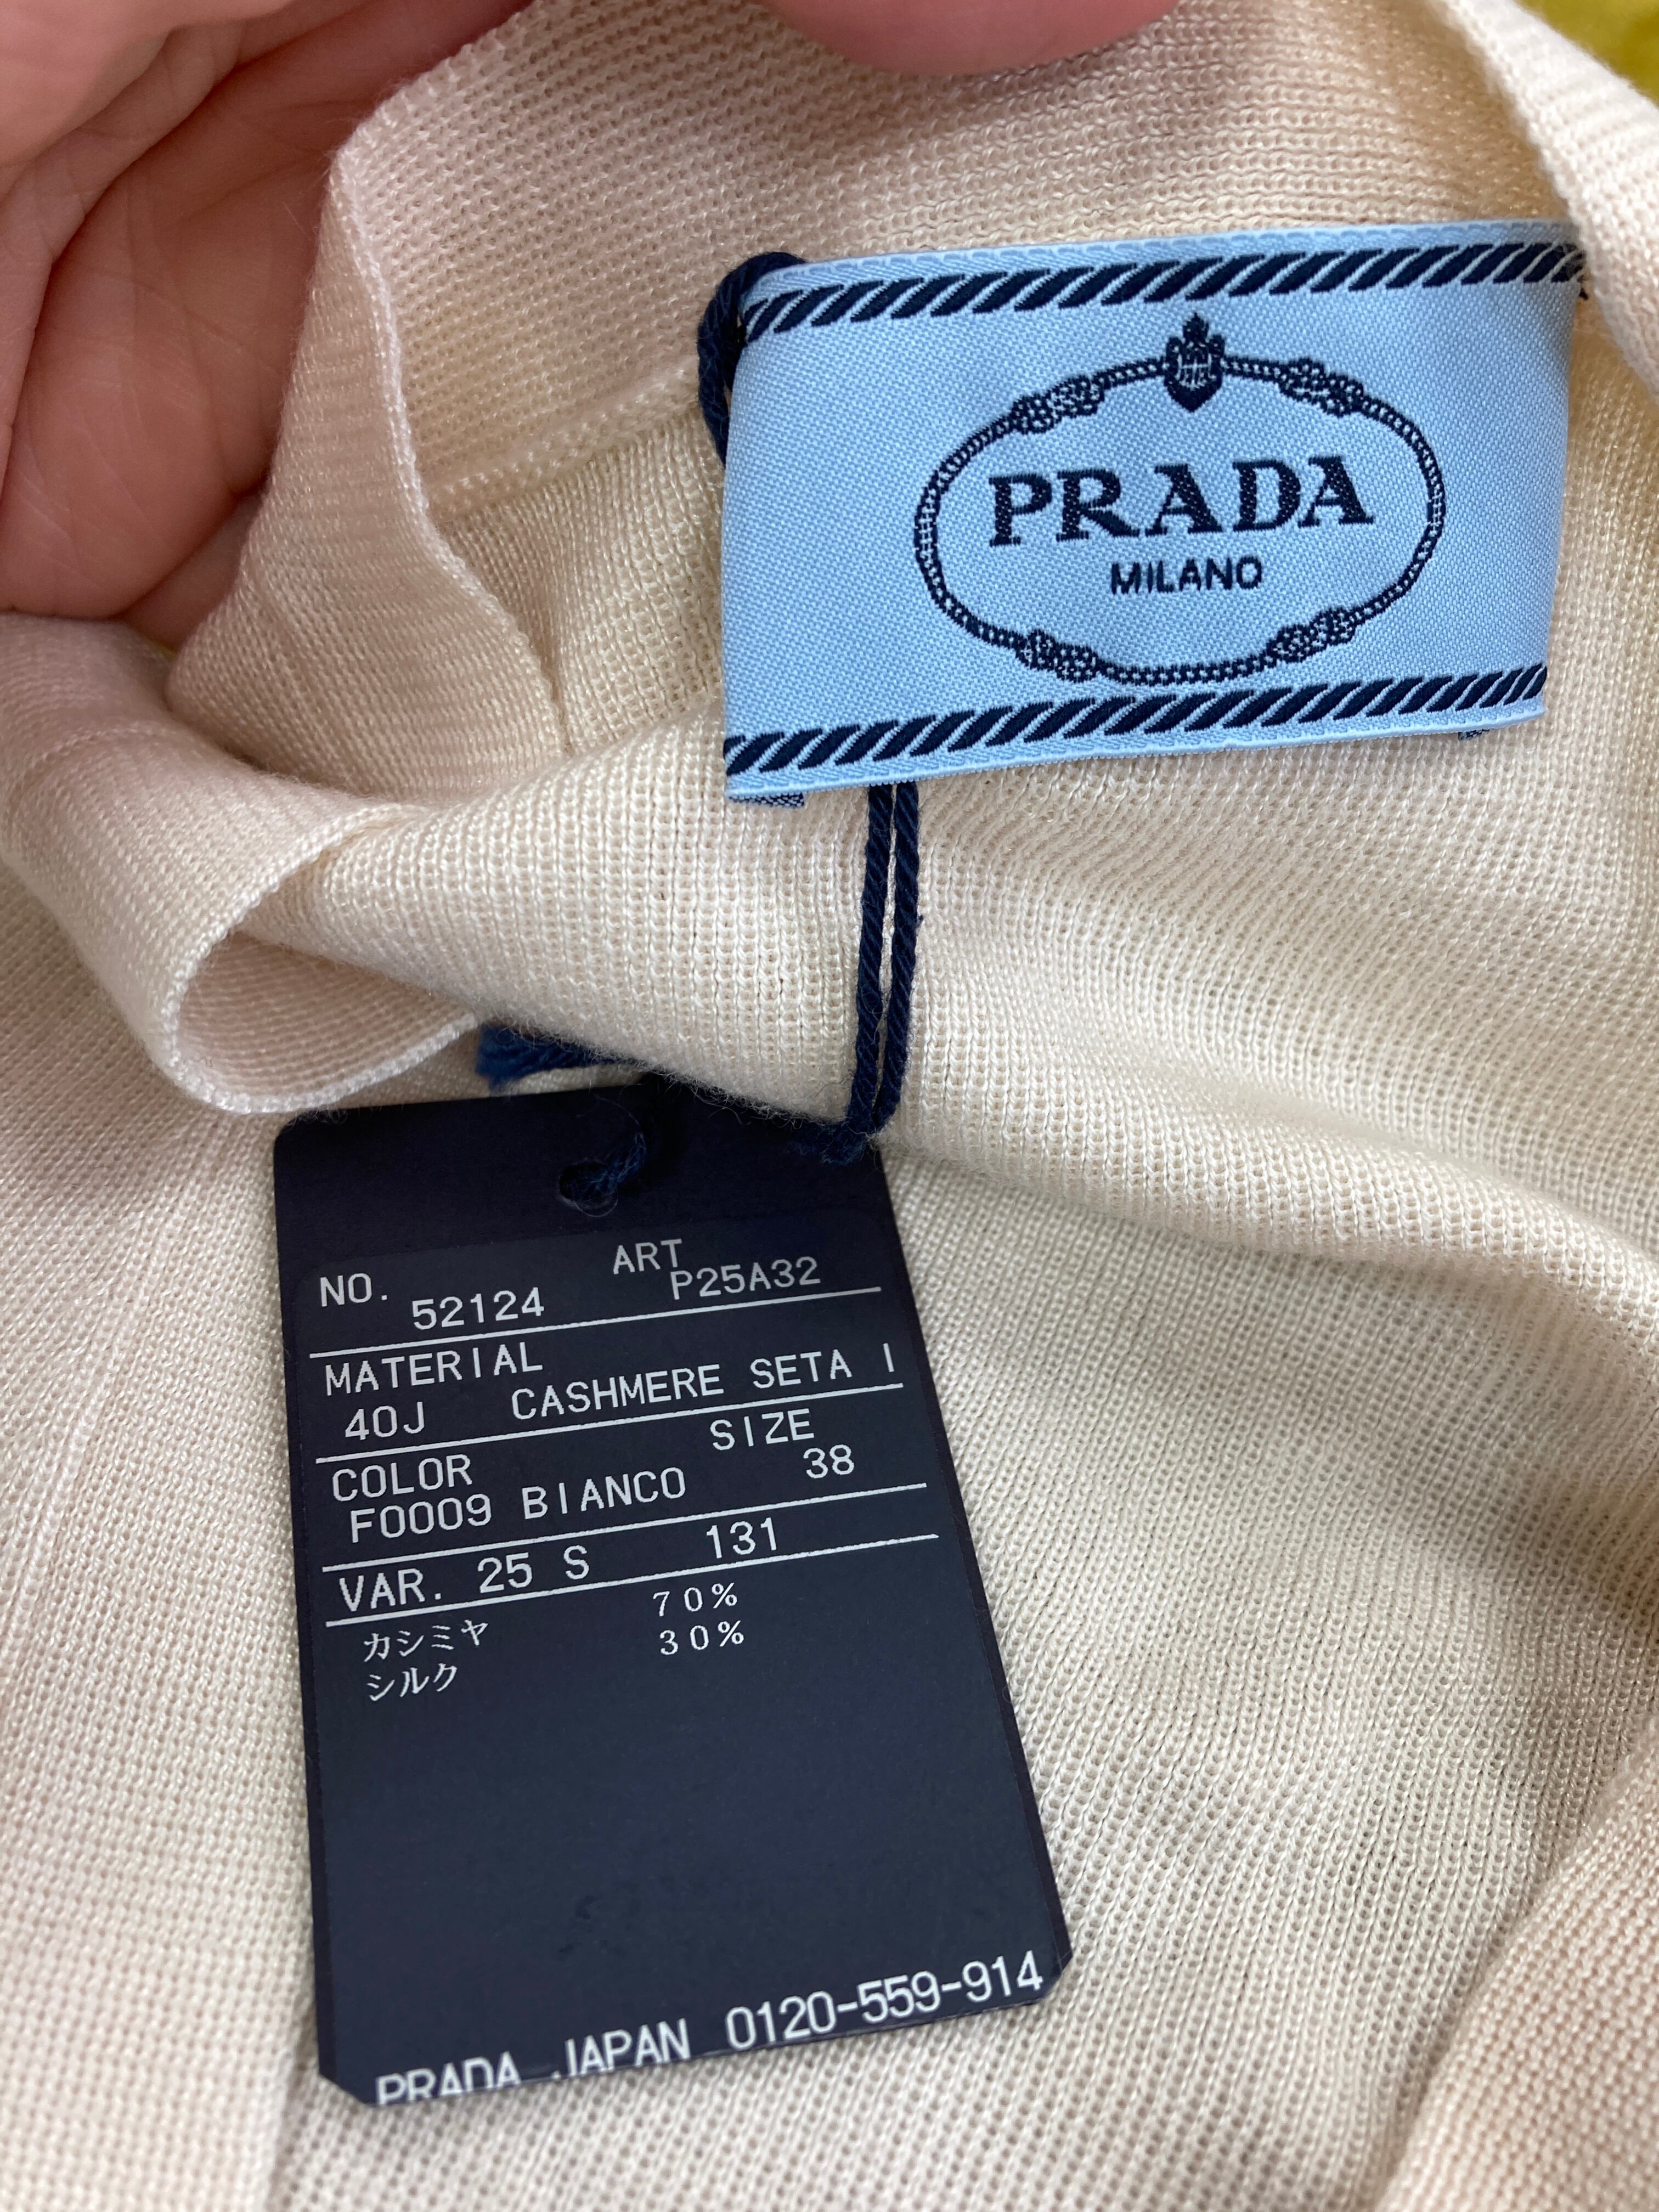 PRADA
MILANO
NO. ART
52124 P25A32
MATERIAL
40J CASHMERE SETA I
COLOR SIZE
F0009 BIANCO 38
VAR. 25 S 131
カシミヤ 70%
シルク 30%
PRADA JAPAN 0120-559-914